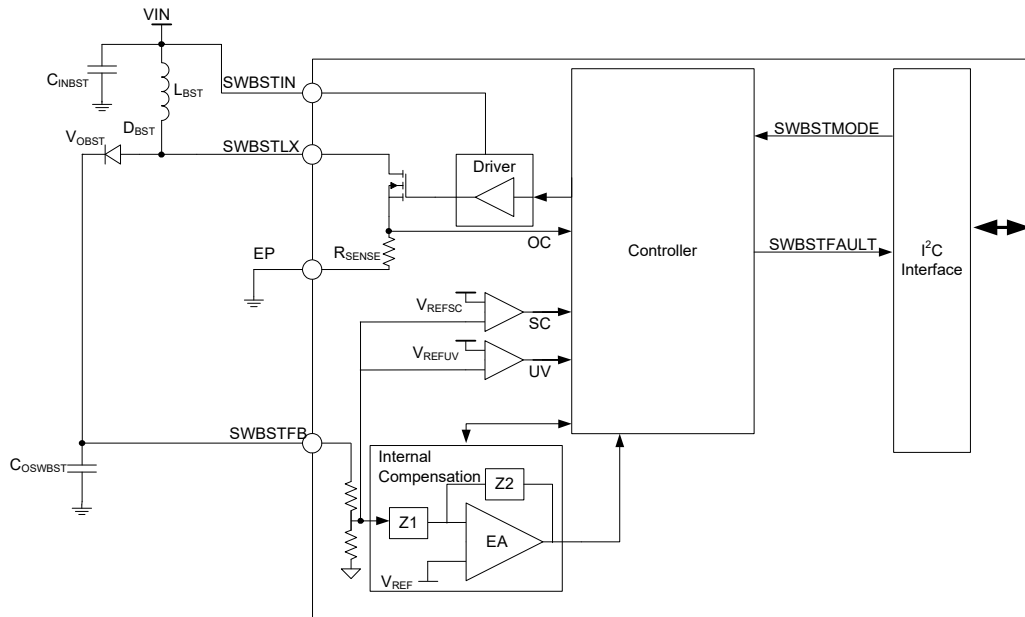 VIN
CINBST
LBST
SWBSTIN
DBST
VOBST
SWBSTLX
Driver
SWBSTMODE
OC
Controller
SWBSTFAULT
I2C
Interface
EP
RSENSE
VREFSC
SC
VREFUV
UV
SWBSTFB
COSWBST
Internal
Compensation
Z2
Z1
EA
VREF